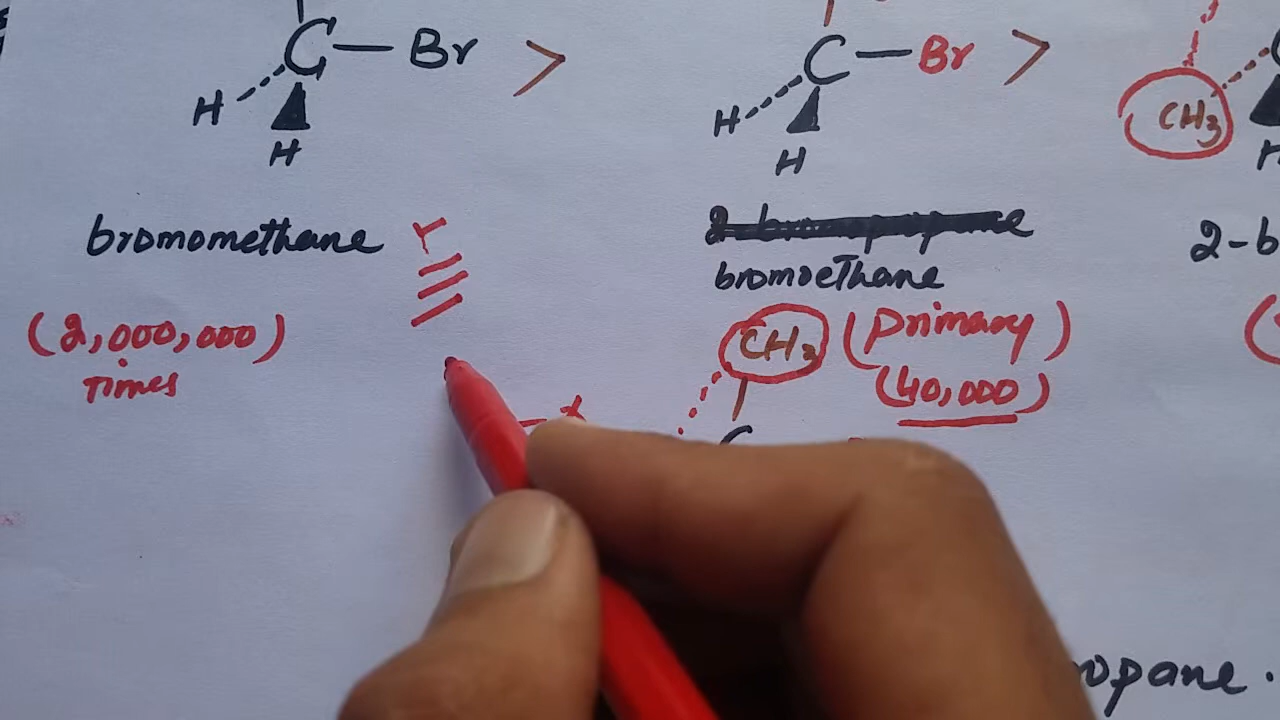 C — Br >
H
H
C — Br >
H
H
CH3
H
bromomethane
bromoethane
2-b
(2,000,000)
Times
CH3 (Primary)
(40,000)
C
opane.